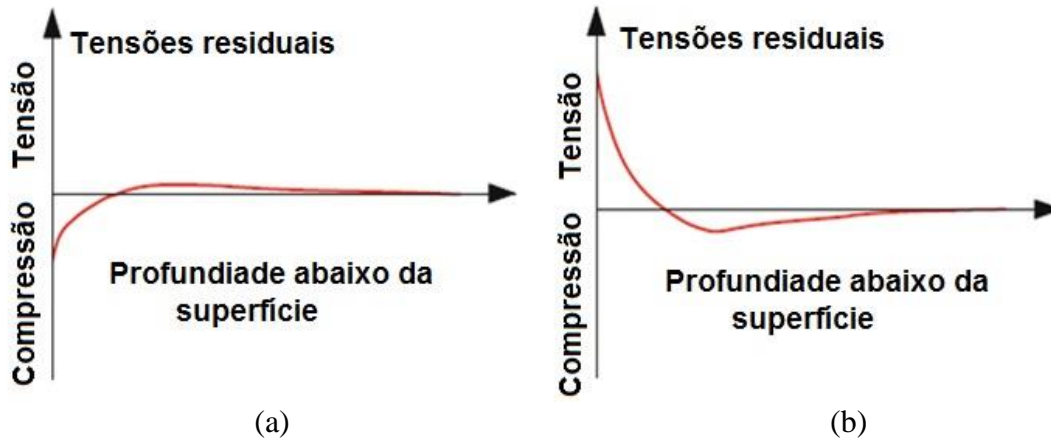 Tensões residuais
Tensão
Compressão
Profundiade abaixo da
superfície
(a)
Tensões residuais
Tensão
Compressão
Profundiade abaixo da
superfície
(b)